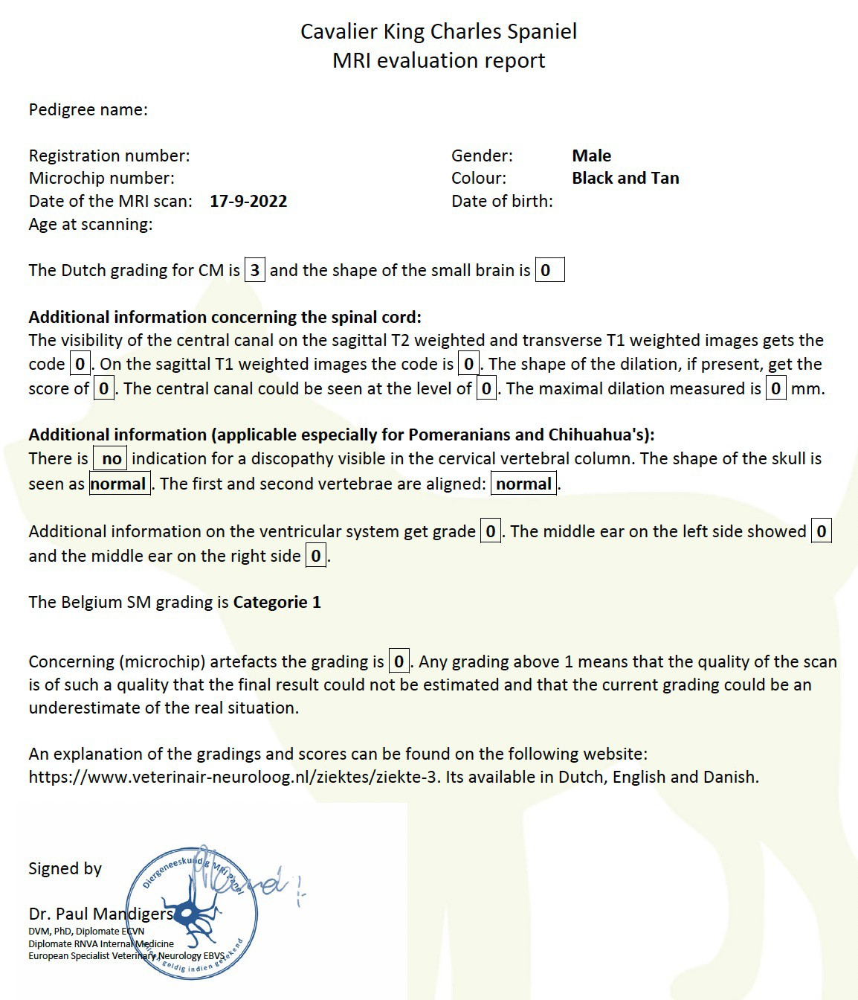 Cavalier King Charles Spaniel
MRI evaluation report
Pedigree name:
Registration number:
Gender: Male
Microchip number:
Colour: Black and Tan
Date of the MRI scan: 17-9-2022
Date of birth:
Age at scanning:
The Dutch grading for CM is 3 and the shape of the small brain is 0
Additional information concerning the spinal cord:
The visibility of the central canal on the sagittal T2 weighted and transverse T1 weighted images gets the
code 0. On the sagittal T1 weighted images the code is 0. The shape of the dilation, if present, get the
score of 0. The central canal could be seen at the level of 0. The maximal dilation measured is 0 mm.
Additional information (applicable especially for Pomeranians and Chihuahua's):
There is no indication for a discopathy visible in the cervical vertebral column. The shape of the skull is
seen as normal. The first and second vertebrae are aligned: normal.
Additional information on the ventricular system get grade 0. The middle ear on the left side showed 0
and the middle ear on the right side 0.
The Belgium SM grading is Categorie 1
Concerning (microchip) artefacts the grading is 0. Any grading above 1 means that the quality of the scan
is of such a quality that the final result could not be estimated and that the current grading could be an
underestimate of the real situation.
An explanation of the gradings and scores can be found on the following website:
https://www.veterinair-neuroloog.nl/ziektes/ziekte-3. Its available in Dutch, English and Danish.
Signed by
Diergeneeskundig MRI Panel
Dr. Paul Mandigers
DVM, PhD, Diplomate ECVN
Diplomate RNVA Internal Medicine
European Specialist Veterinary Neurology EBVS
geldig indien getekend